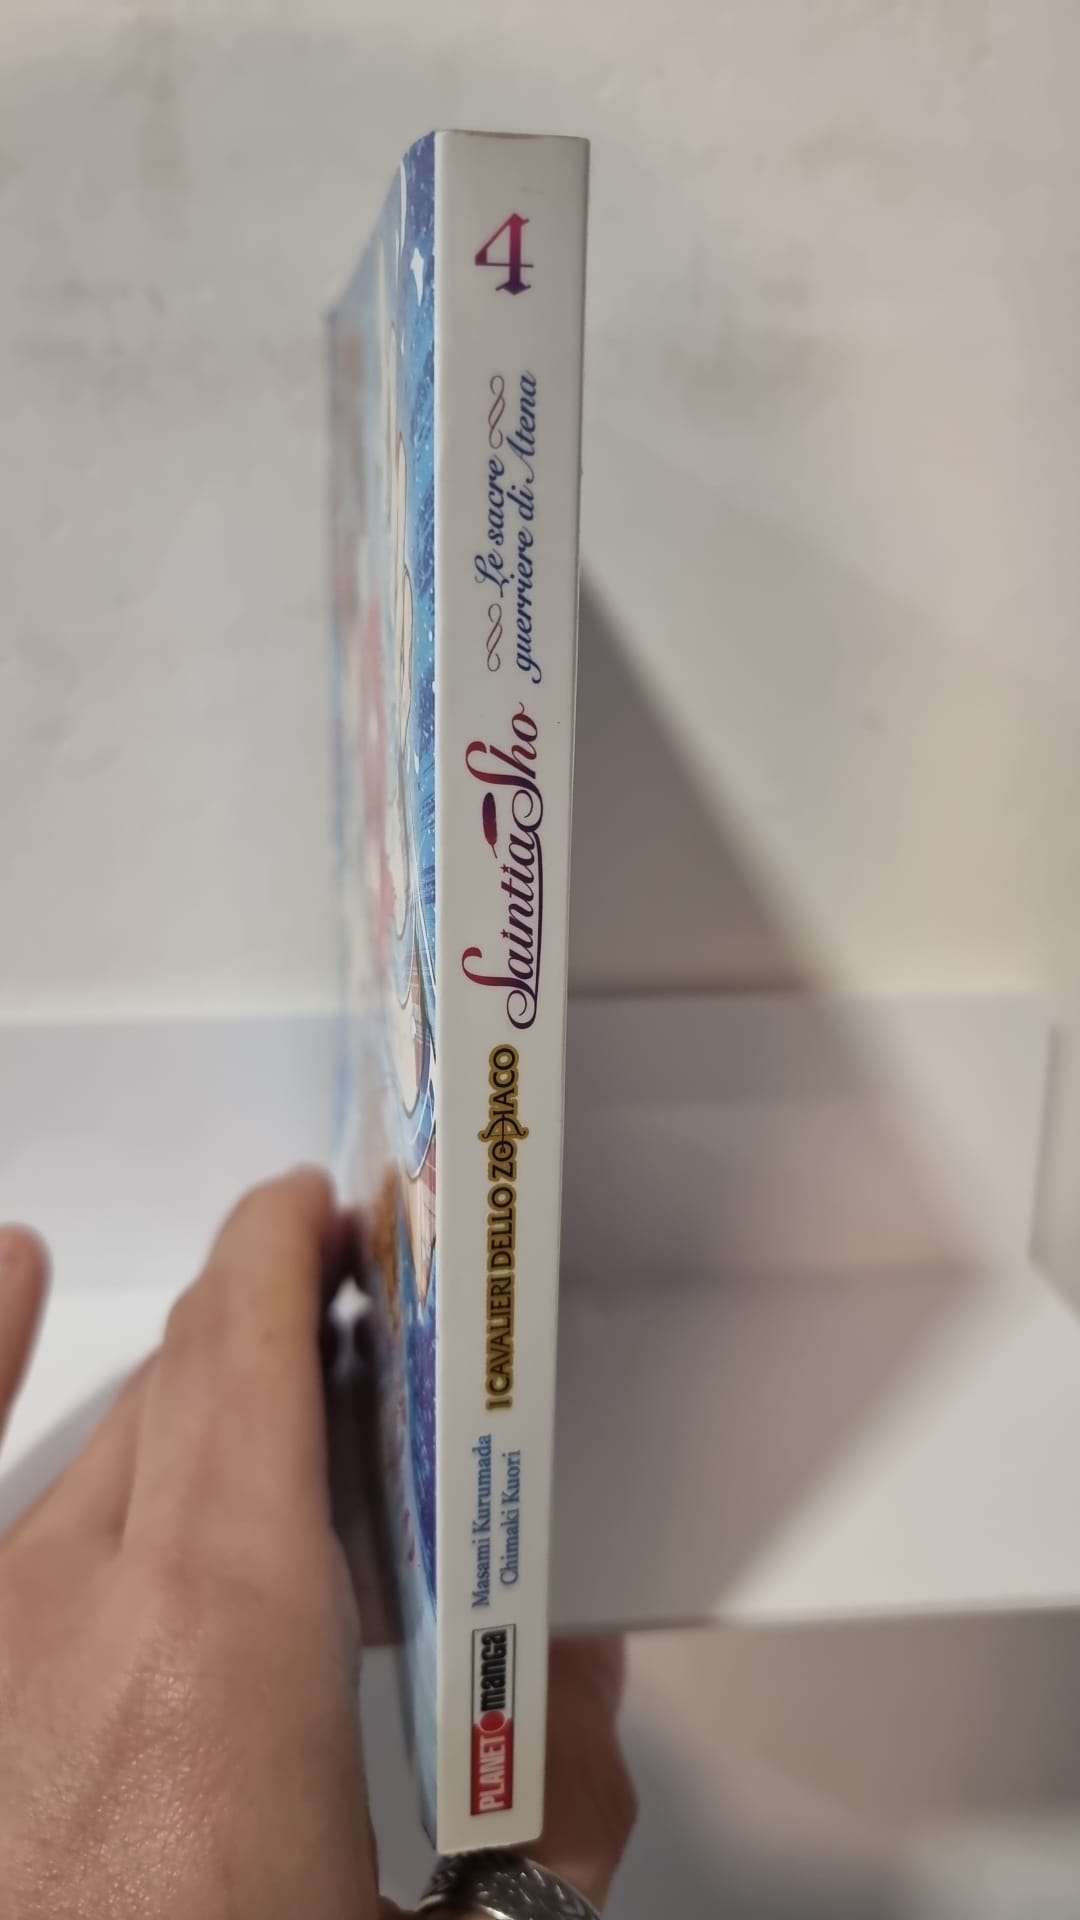 PLANET manga
Masami Kurumada
Chimaki Kuori
I CAVALIERI DELLO ZODIACO
Saintia Sho
Le sacre
guerriere di Atena
4